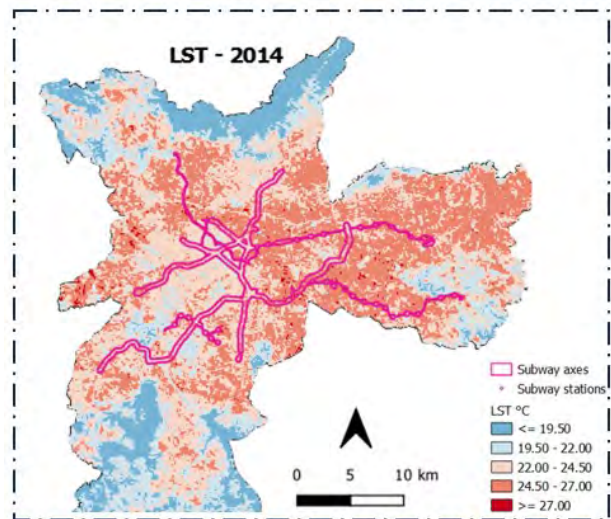 LST - 2014
Subway axes
Subway stations
LST °C
<= 19.50
19.50 - 22.00
22.00 - 24.50
24.50 - 27.00
>= 27.00
0 5 10 km